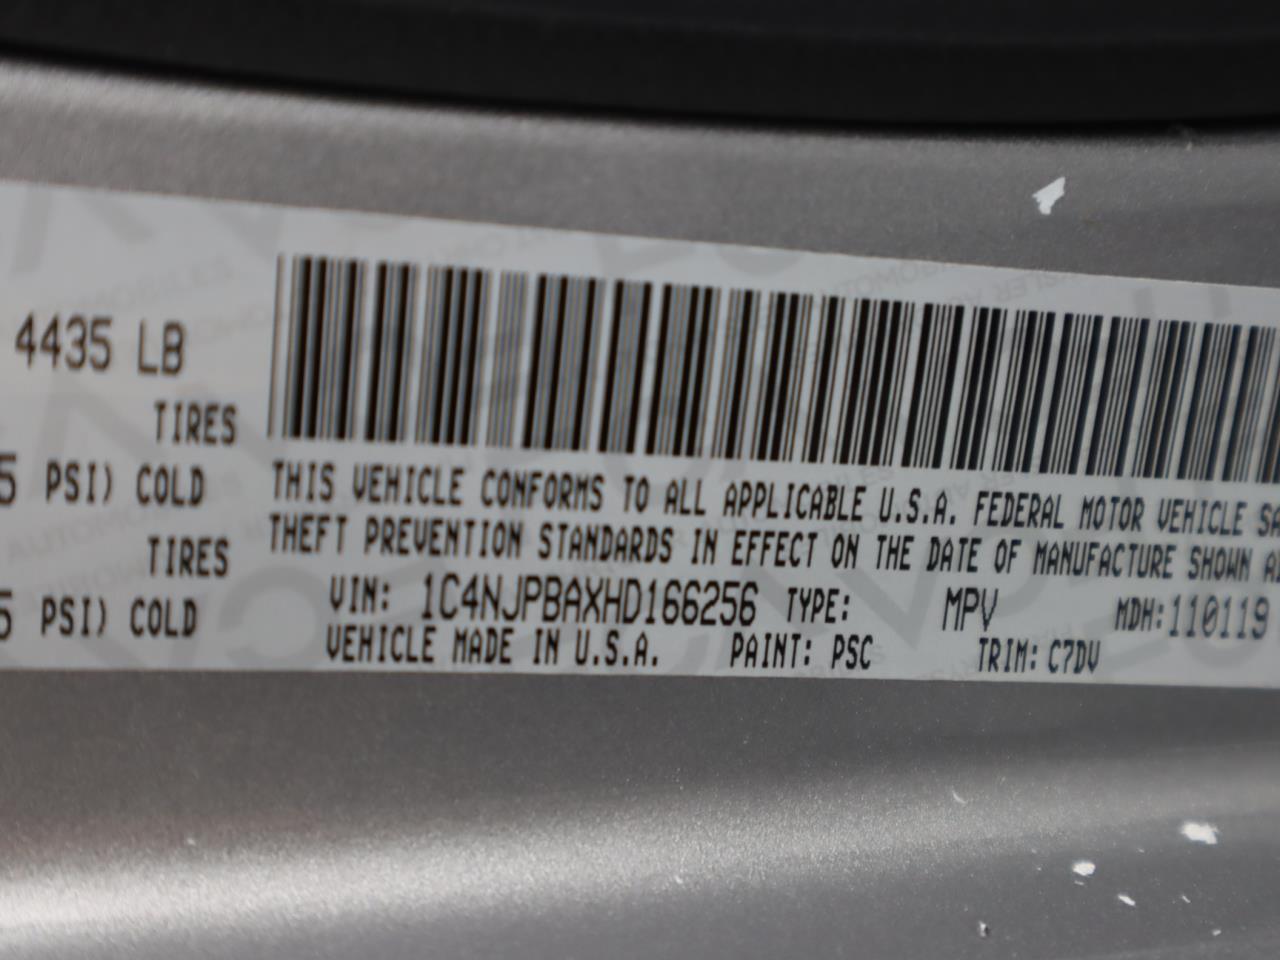 4435 LB
TIRES
5 PSI) COLD
TIRES
5 PSI) COLD
THIS VEHICLE CONFORMS TO ALL APPLICABLE U.S.A. FEDERAL MOTOR VEHICLE SA
THEFT PREVENTION STANDARDS IN EFFECT ON THE DATE OF MANUFACTURE SHOWN A
VIN: 1C4NJPBAXHD166256 TYPE: MPV MDH: 110119
VEHICLE MADE IN U.S.A. PAINT: PSC TRIM: C7DV